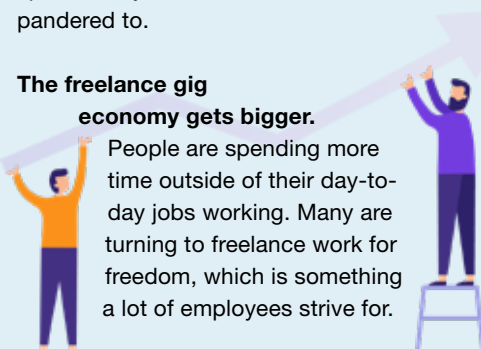 pandered to.
The freelance gig
economy gets bigger.
People are spending more
time outside of their day-to-
day jobs working. Many are
turning to freelance work for
freedom, which is something
a lot of employees strive for.